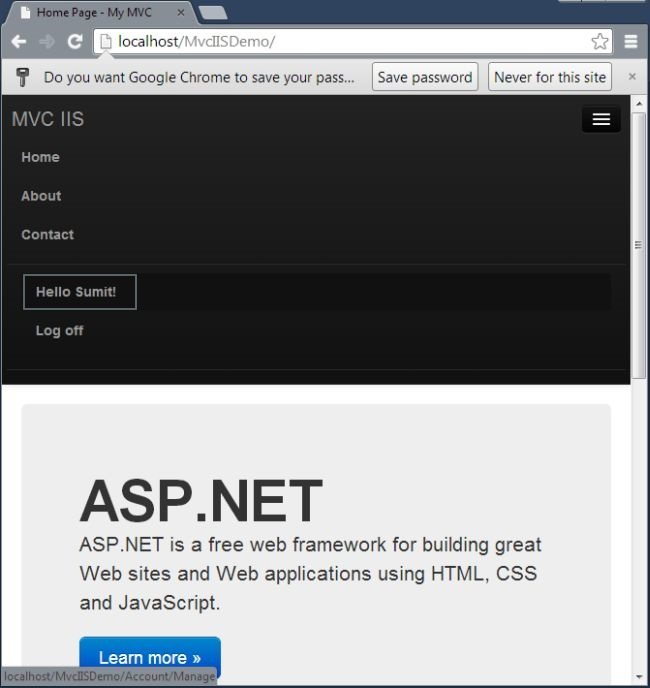 Home Page - My MVC
localhost/MvcIISDemo/
Do you want Google Chrome to save your pass... Save password Never for this site
MVC IIS
Home
About
Contact
Hello Sumit!
Log off
ASP.NET
ASP.NET is a free web framework for building great
Web sites and Web applications using HTML, CSS
and JavaScript.
Learn more »
localhost/MvcIISDemo/Account/Manage